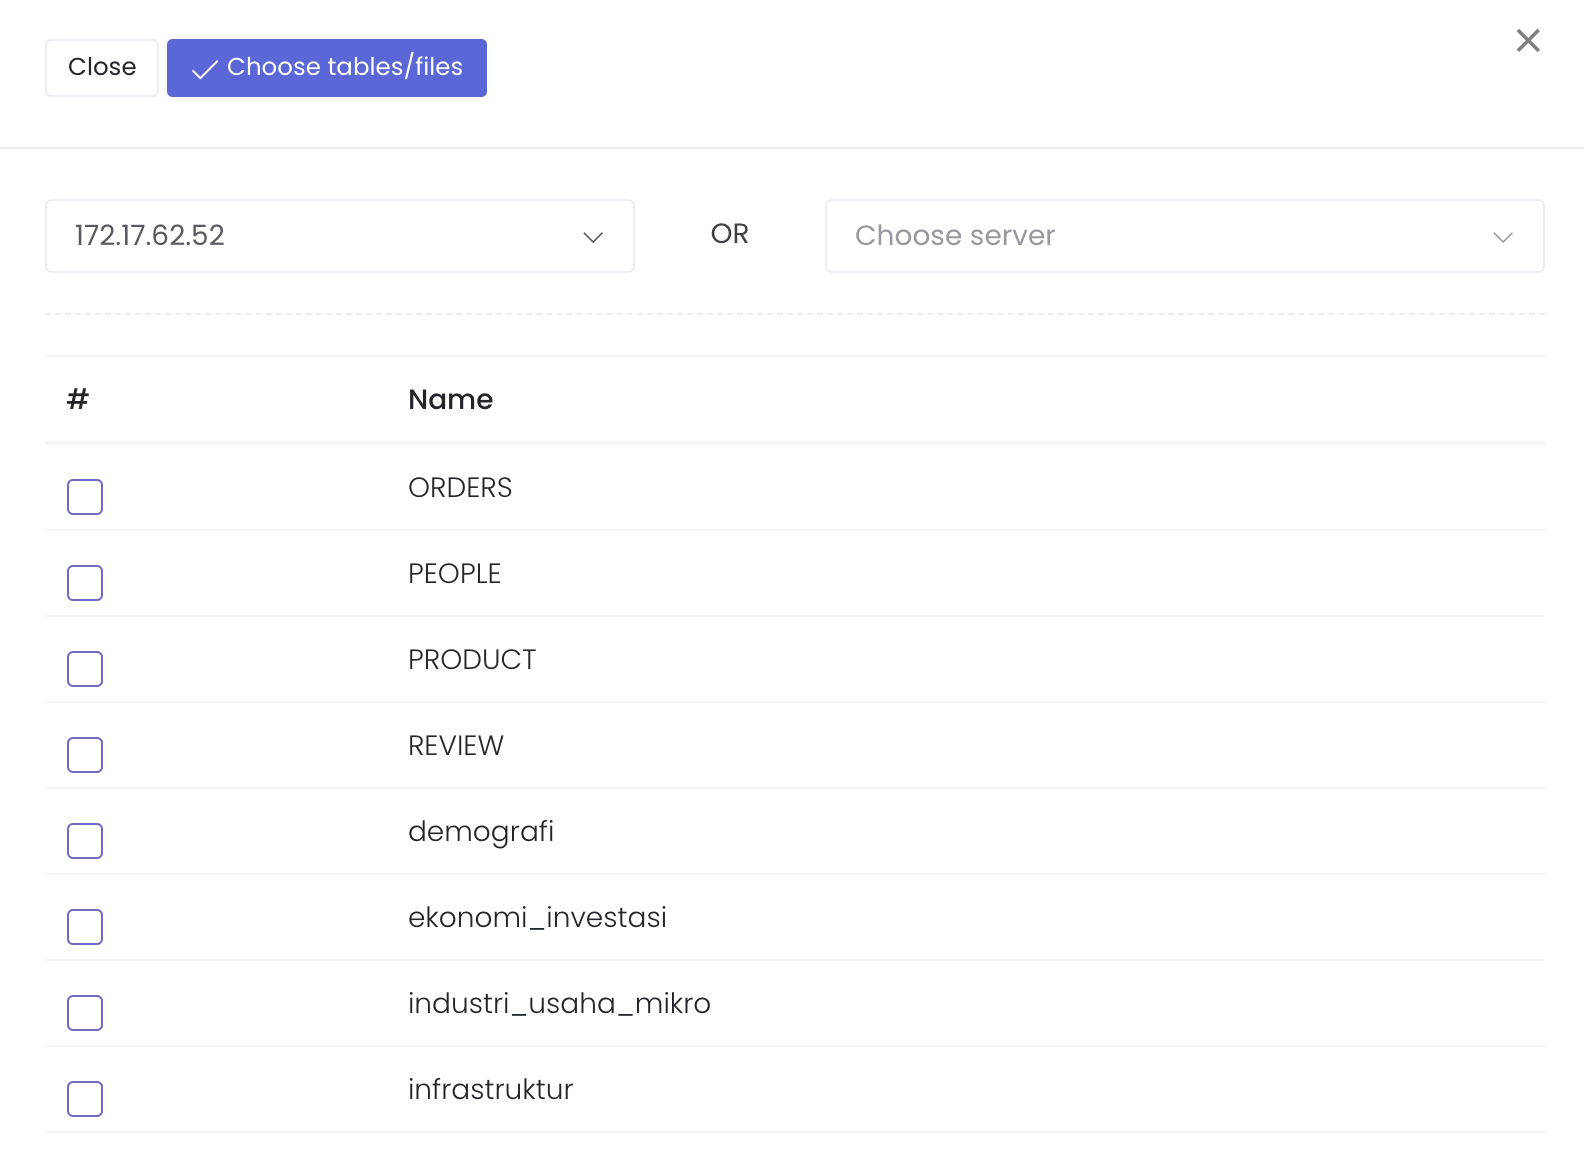 Close
Choose tables/files
172.17.62.52
OR
Choose server
# Name
ORDERS
PEOPLE
PRODUCT
REVIEW
demografi
ekonomi_investasi
industri_usaha_mikro
infrastruktur